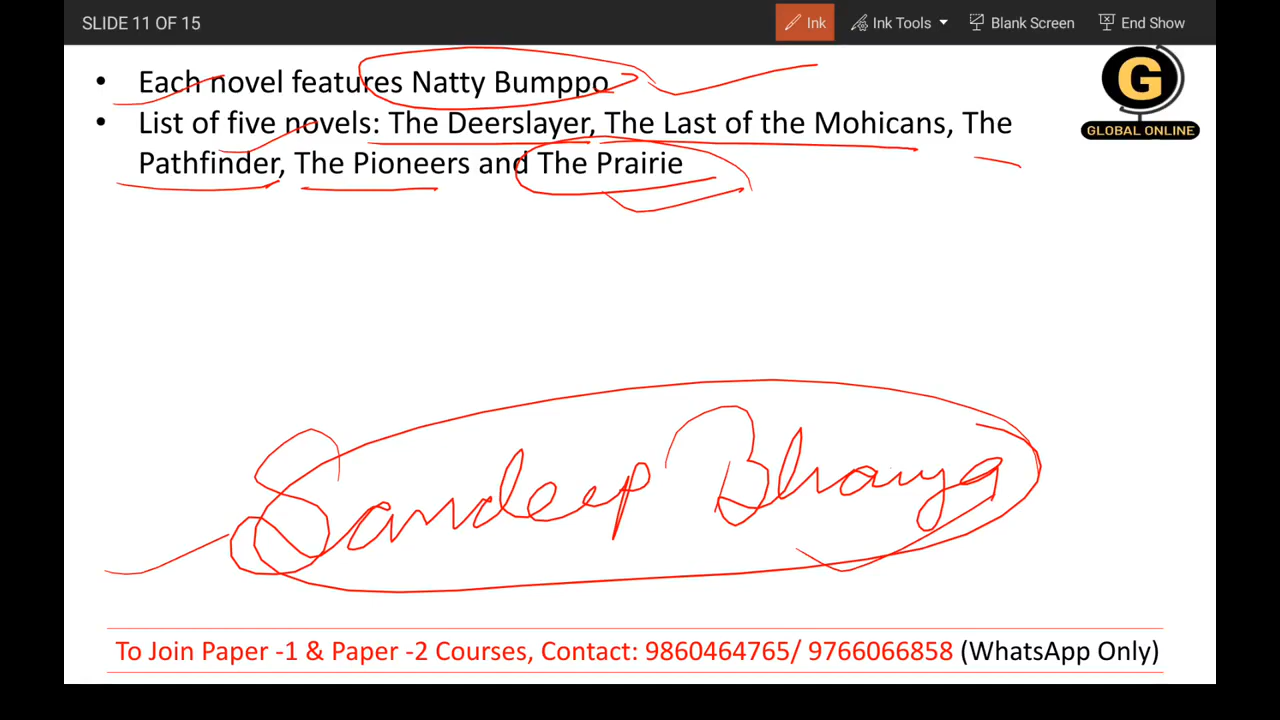 SLIDE 11 OF 15
Ink
Ink Tools
Blank Screen
End Show
• Each novel features Natty Bumppo
• List of five novels: The Deerslayer, The Last of the Mohicans, The
Pathfinder, The Pioneers and The Prairie
G
GLOBAL ONLINE
Sandeep Bhaiya
To Join Paper -1 & Paper -2 Courses, Contact: 9860464765/ 9766066858 (WhatsApp Only)